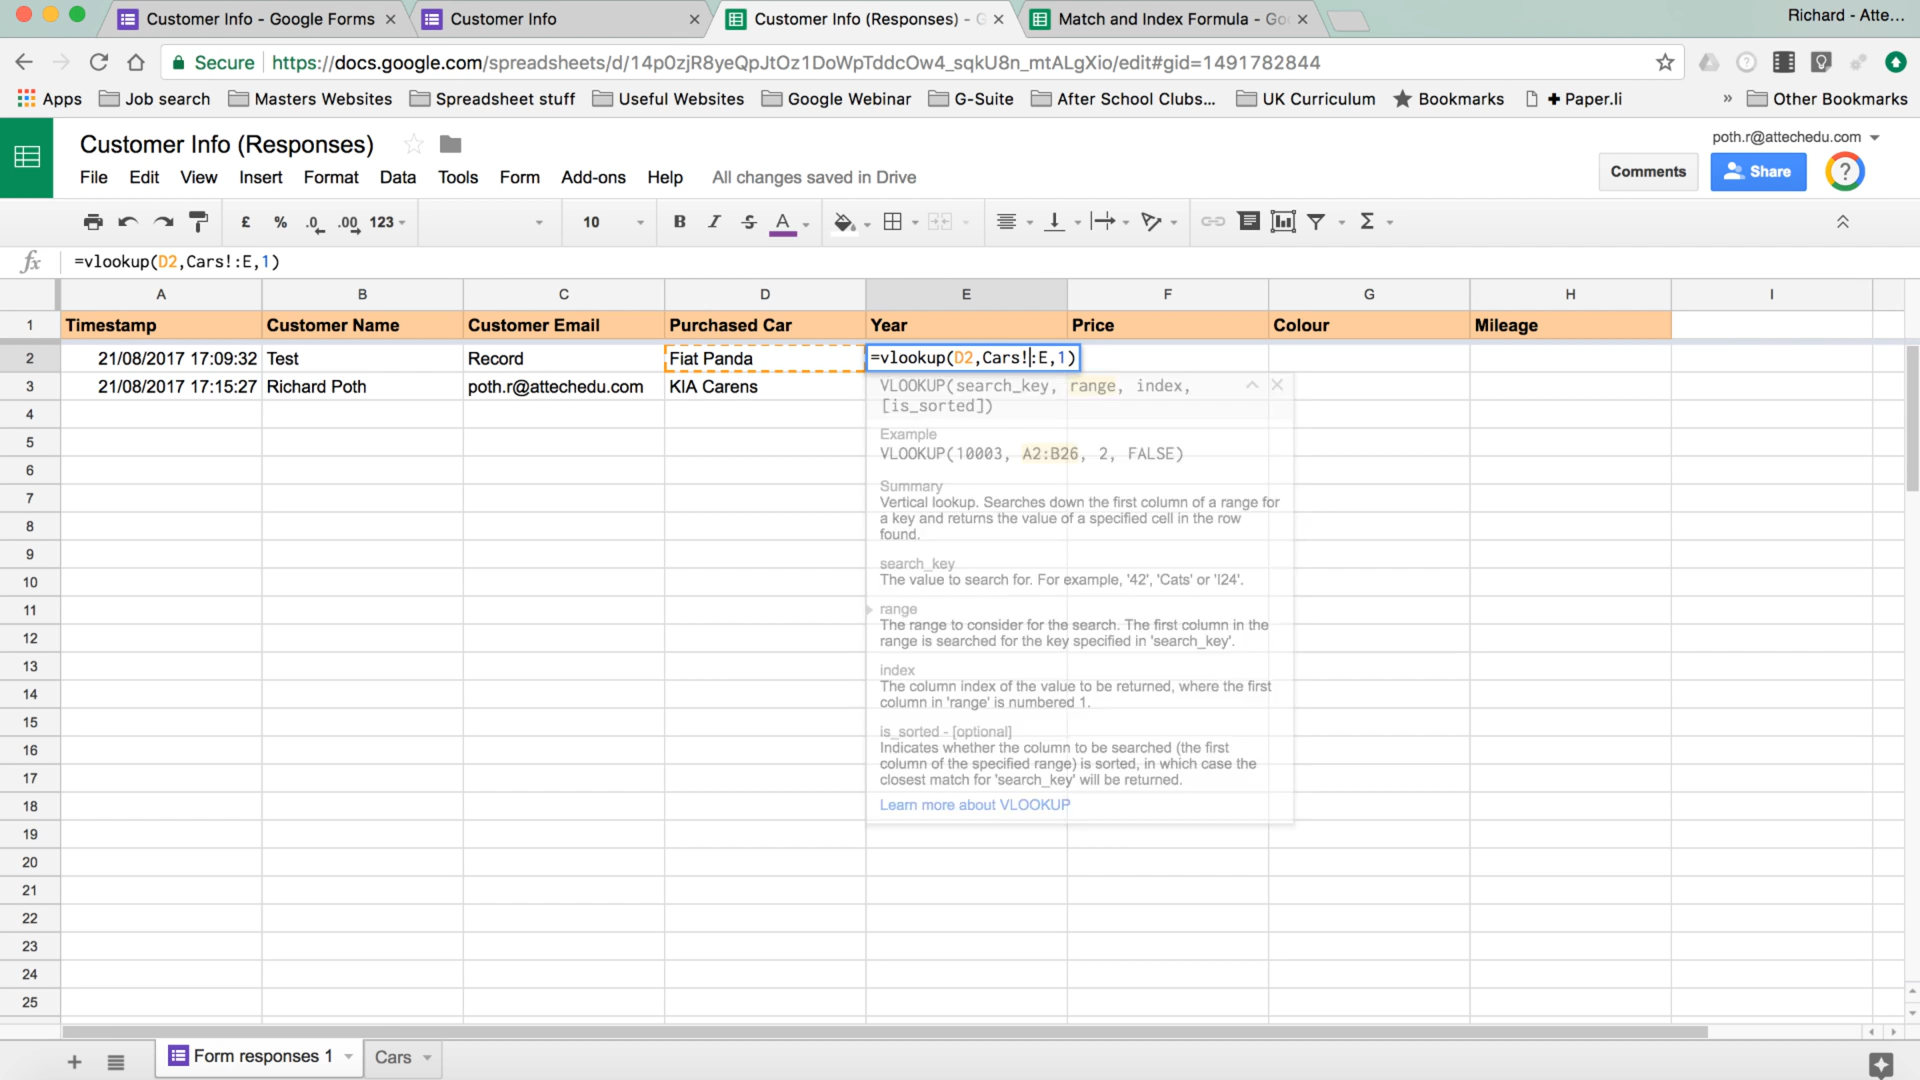 Customer Info - Google Forms
Customer Info
Customer Info (Responses) - G
Match and Index Formula - Goo
Richard - Atte...
Secure
https://docs.google.com/spreadsheets/d/14p0zjR8yeQpJtOz1DoWpTddcOw4_sqkU8n_mtALgXio/edit#gid=1491782844
Apps Job search Masters Websites Spreadsheet stuff Useful Websites Google Webinar G-Suite After School Clubs... UK Curriculum Bookmarks Paper.li » Other Bookmarks
Customer Info (Responses)
poth.r@attechedu.com
File Edit View Insert Format Data Tools Form Add-ons Help All changes saved in Drive
Comments Share ?
£ % .0 .00 123 10 B I S A Σ
fx =vlookup(D2,Cars!:E,1)
A B C D E F G H I
1 Timestamp Customer Name Customer Email Purchased Car Year Price Colour Mileage
2 21/08/2017 17:09:32 Test Record Fiat Panda =vlookup(D2,Cars!:E,1)
3 21/08/2017 17:15:27 Richard Poth poth.r@attechedu.com KIA Carens
VLOOKUP(search_key, range, index,
[is_sorted])
Example
VLOOKUP(10003, A2:B26, 2, FALSE)
Summary
Vertical lookup. Searches down the first column of a range for
a key and returns the value of a specified cell in the row
found.
search_key
The value to search for. For example, '42', 'Cats' or 'I24'.
range
The range to consider for the search. The first column in the
range is searched for the key specified in 'search_key'.
index
The column index of the value to be returned, where the first
column in 'range' is numbered 1.
is_sorted - [optional]
Indicates whether the column to be searched (the first
column of the specified range) is sorted, in which case the
closest match for 'search_key' will be returned.
Learn more about VLOOKUP
4
5
6
7
8
9
10
11
12
13
14
15
16
17
18
19
20
21
22
23
24
25
+ Form responses 1 Cars